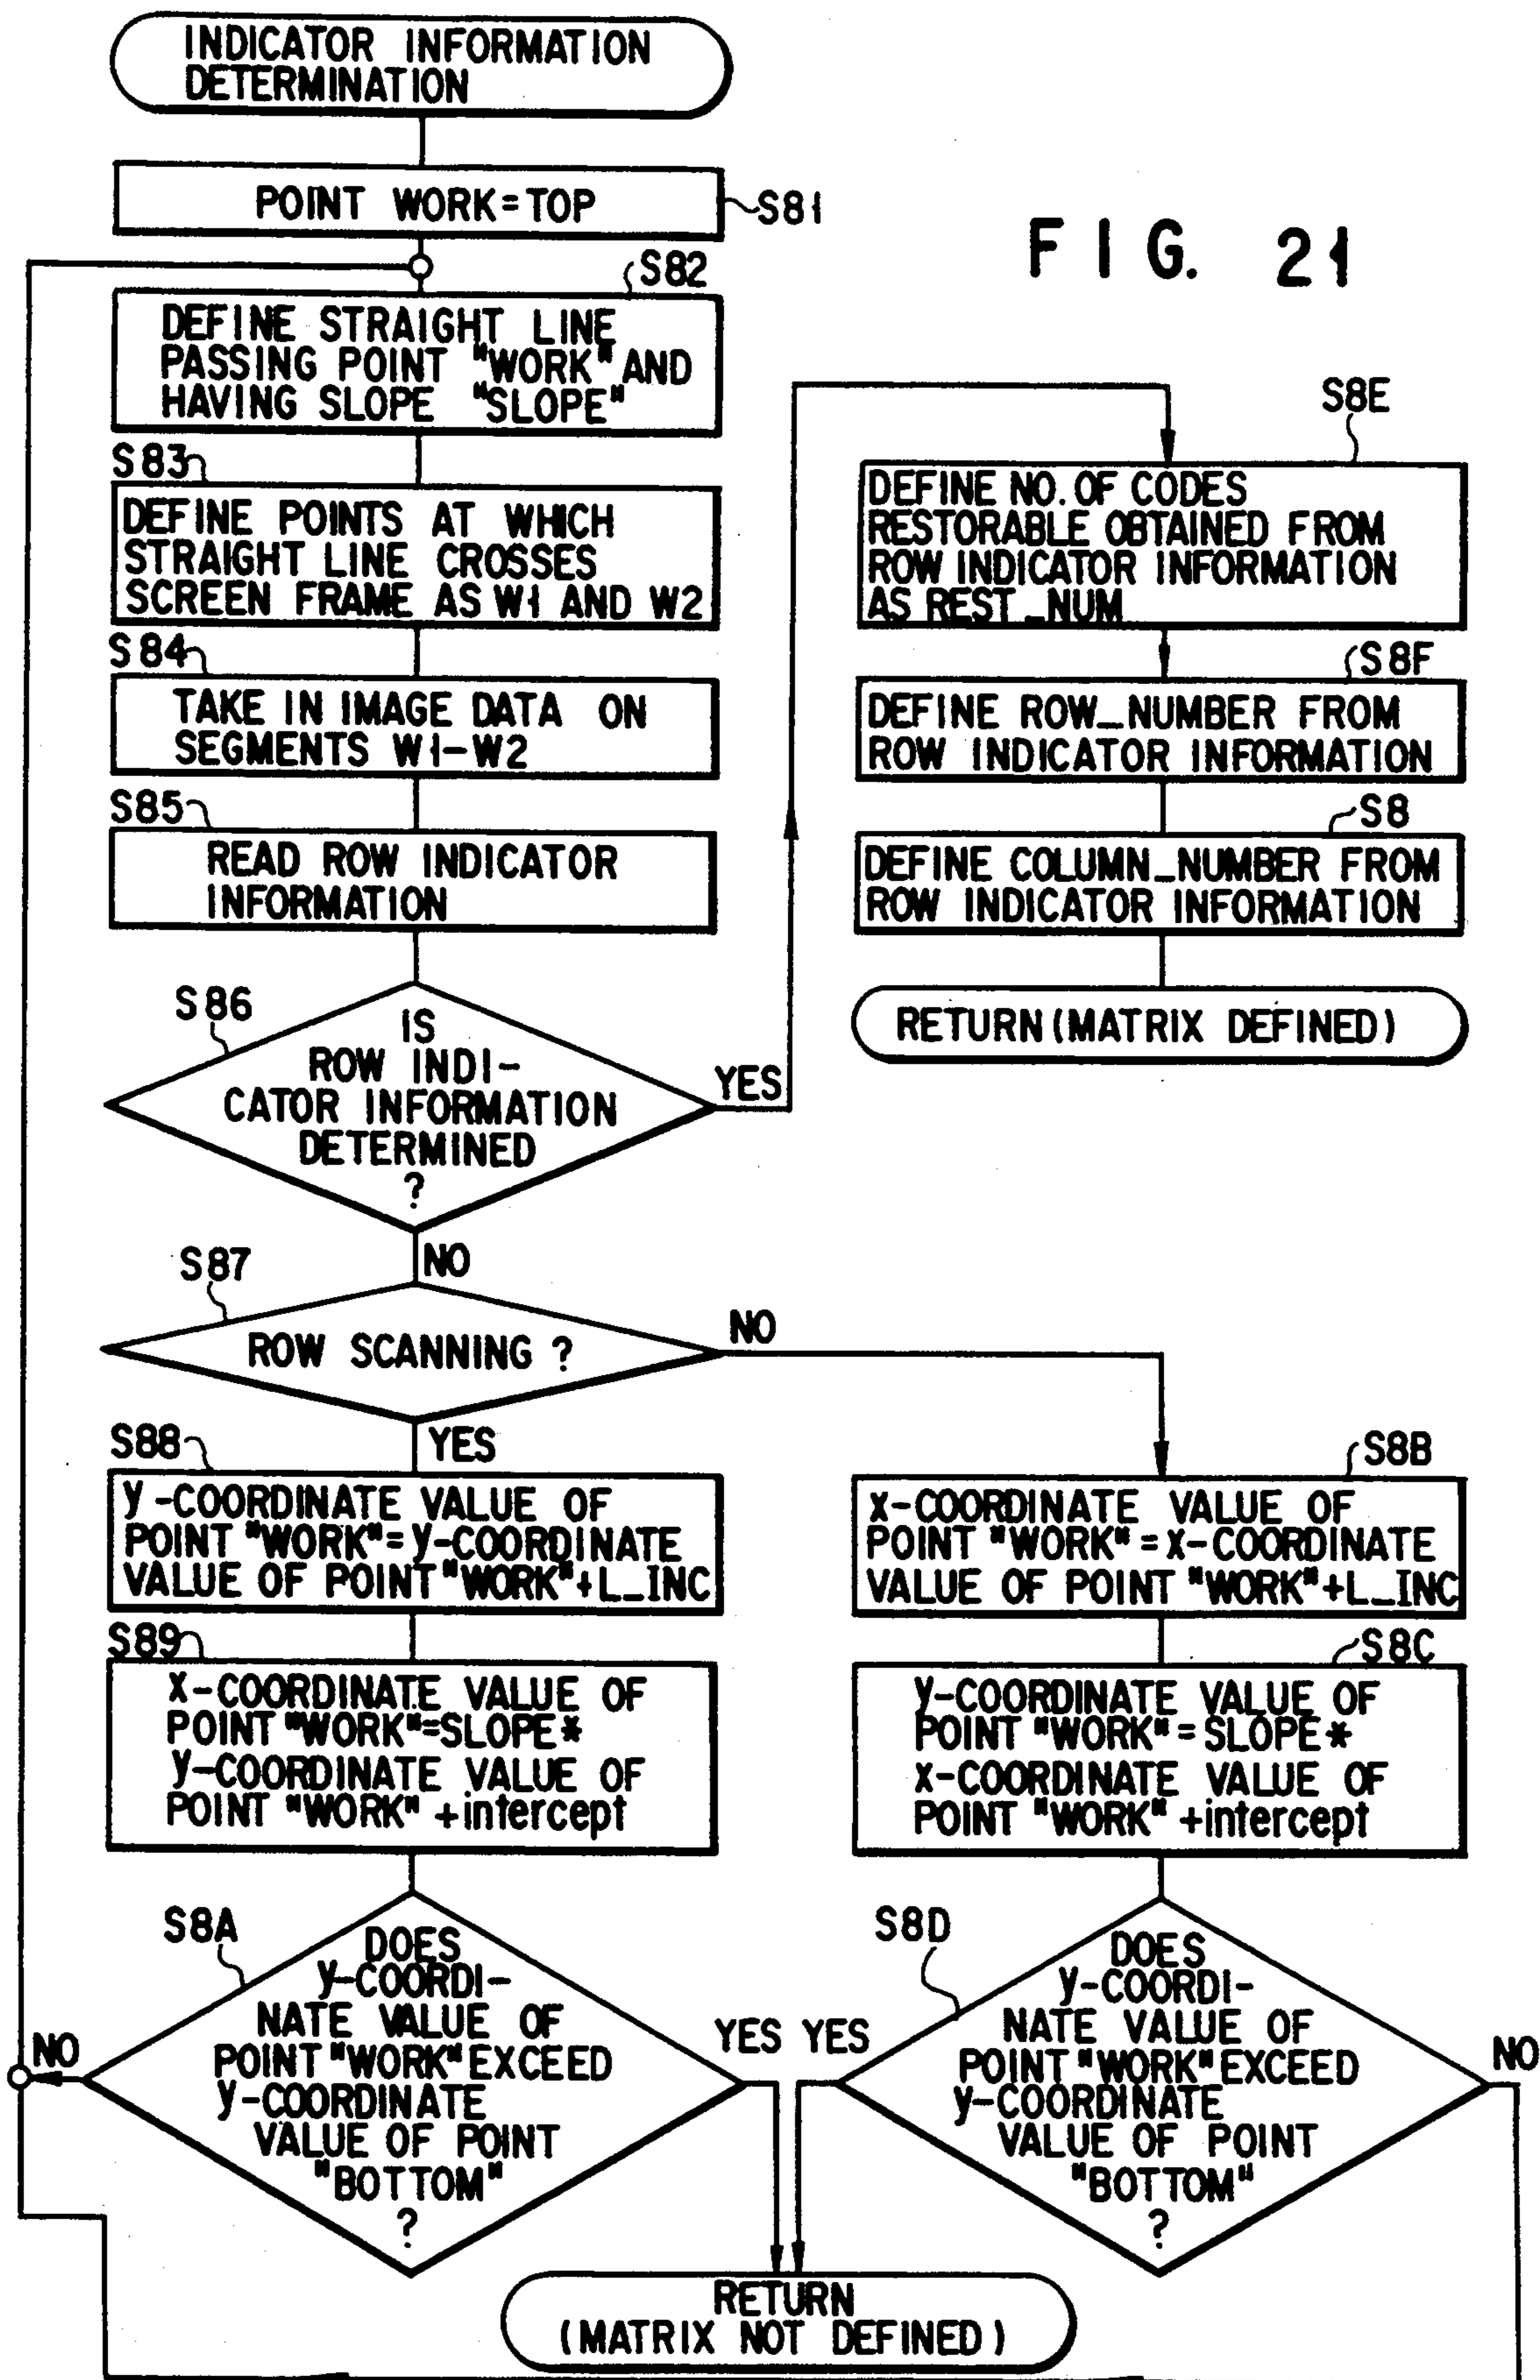 INDICATOR INFORMATION
DETERMINATION
POINT WORK=TOP
S81
FIG. 21
S82
DEFINE STRAIGHT LINE
PASSING POINT "WORK" AND
HAVING SLOPE "SLOPE"
S83
DEFINE POINTS AT WHICH
STRAIGHT LINE CROSSES
SCREEN FRAME AS W1 AND W2
S84
TAKE IN IMAGE DATA ON
SEGMENTS W1-W2
S85
READ ROW INDICATOR
INFORMATION
S86
IS
ROW INDI-
CATOR INFORMATION
DETERMINED
?
YES
NO
S8E
DEFINE NO. OF CODES
RESTORABLE OBTAINED FROM
ROW INDICATOR INFORMATION
AS REST_NUM
S8F
DEFINE ROW_NUMBER FROM
ROW INDICATOR INFORMATION
S8
DEFINE COLUMN_NUMBER FROM
ROW INDICATOR INFORMATION
RETURN (MATRIX DEFINED)
S87
ROW SCANNING ?
NO
YES
S88
y-COORDINATE VALUE OF
POINT "WORK"=y-COORDINATE
VALUE OF POINT "WORK"+L_INC
S89
x-COORDINATE VALUE OF
POINT "WORK"=SLOPE*
y-COORDINATE VALUE OF
POINT "WORK" +intercept
S8A
DOES
y-COORDI-
NATE VALUE OF
POINT "WORK" EXCEED
y-COORDINATE
VALUE OF POINT
"BOTTOM"
?
NO
YES
S8B
x-COORDINATE VALUE OF
POINT "WORK" =x-COORDINATE
VALUE OF POINT "WORK"+L_INC
S8C
y-COORDINATE VALUE OF
POINT "WORK" = SLOPE*
x-COORDINATE VALUE OF
POINT "WORK" +intercept
S8D
DOES
y-COORDI-
NATE VALUE OF
POINT "WORK" EXCEED
y-COORDINATE
VALUE OF POINT
"BOTTOM"
?
YES
NO
RETURN
(MATRIX NOT DEFINED)